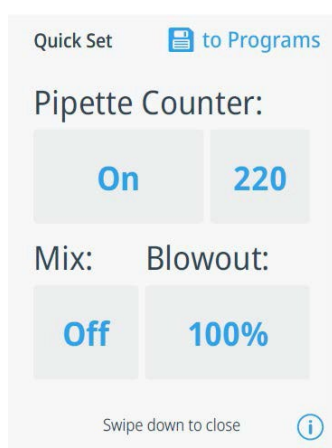 Quick Set to Programs
Pipette Counter:
On 220
Mix: Blowout:
Off 100%
Swipe down to close i